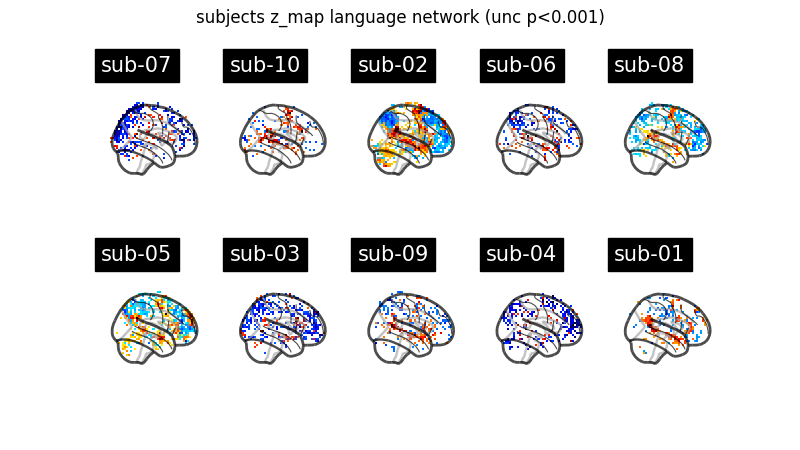 subjects z_map language network (unc p<0.001)
sub-07 sub-10 sub-02 sub-06 sub-08
sub-05 sub-03 sub-09 sub-04 sub-01